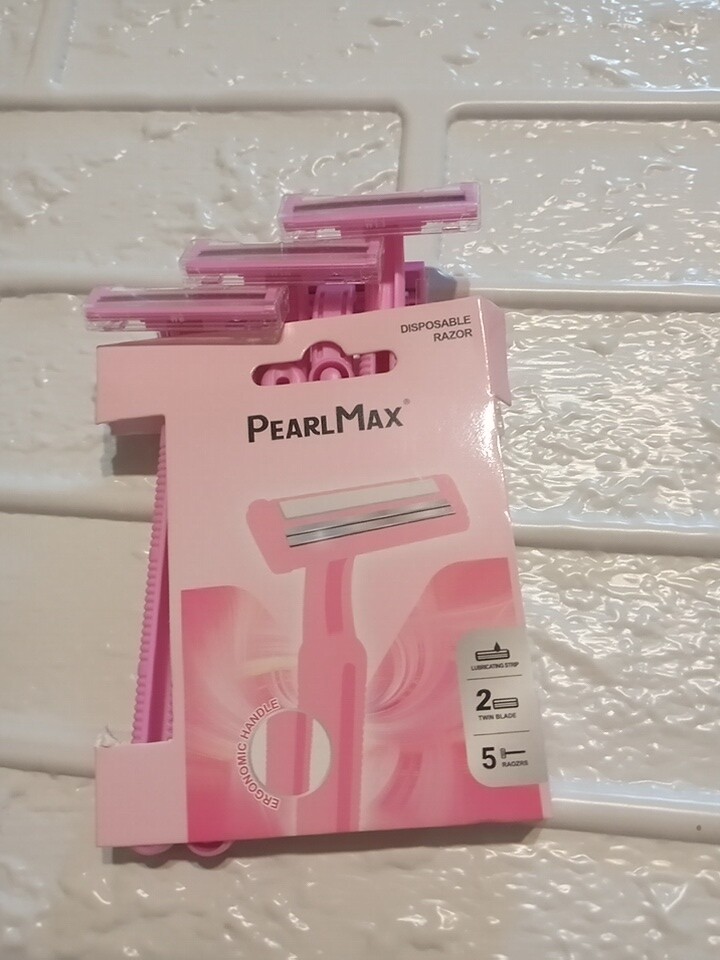 DISPOSABLE
RAZOR
PEARLMAX®
LUBRICATING STRIP
2
TWIN BLADE
5
RAOZRS
ERGONOMIC HANDLE